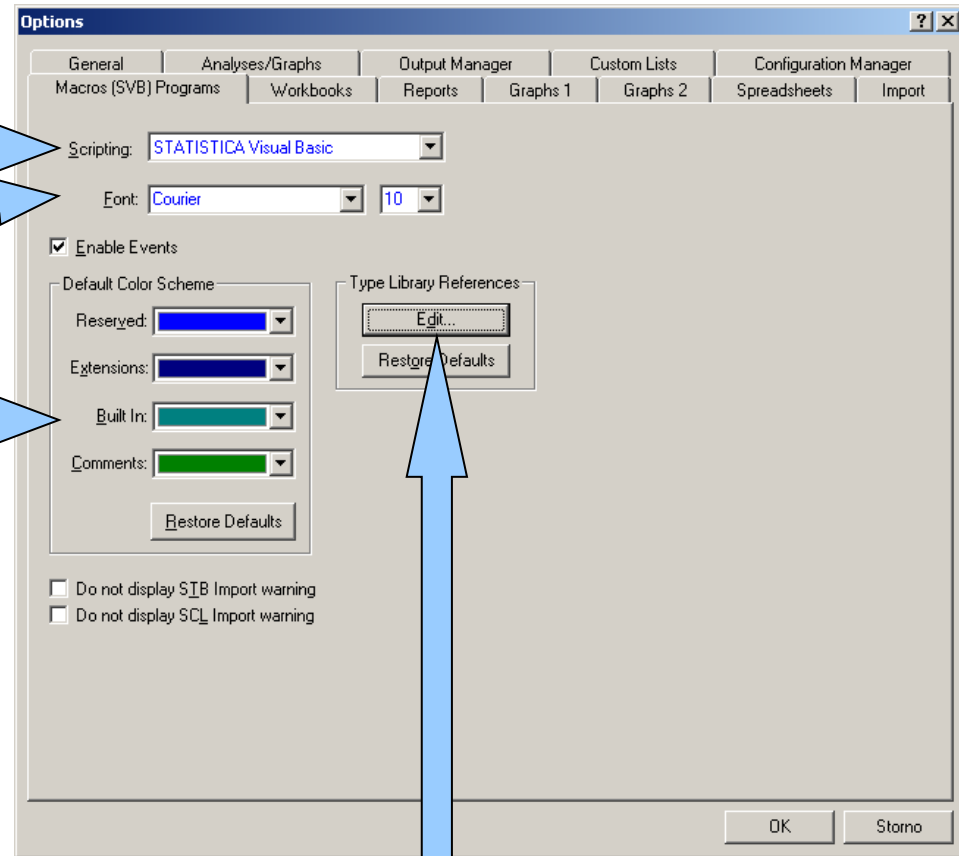 Options
General Analyses/Graphs Output Manager Custom Lists Configuration Manager
Macros (SVB) Programs Workbooks Reports Graphs 1 Graphs 2 Spreadsheets Import
Scripting: STATISTICA Visual Basic
Font: Courier 10
Enable Events
Default Color Scheme Type Library References
Reserved: Edit...
Extensions: Restore Defaults
Built In:
Comments:
Restore Defaults
Do not display STB Import warning
Do not display SCL Import warning
OK Storno